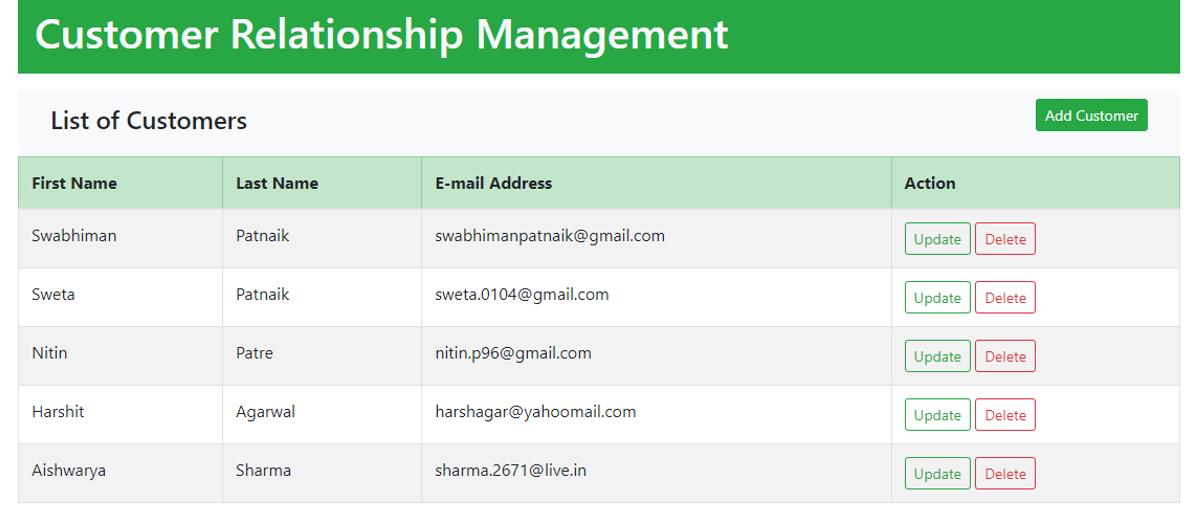 Customer Relationship Management
List of Customers Add Customer
First Name Last Name E-mail Address Action
Swabhiman Patnaik swabhimanpatnaik@gmail.com Update Delete
Sweta Patnaik sweta.0104@gmail.com Update Delete
Nitin Patre nitin.p96@gmail.com Update Delete
Harshit Agarwal harshagar@yahoomail.com Update Delete
Aishwarya Sharma sharma.2671@live.in Update Delete